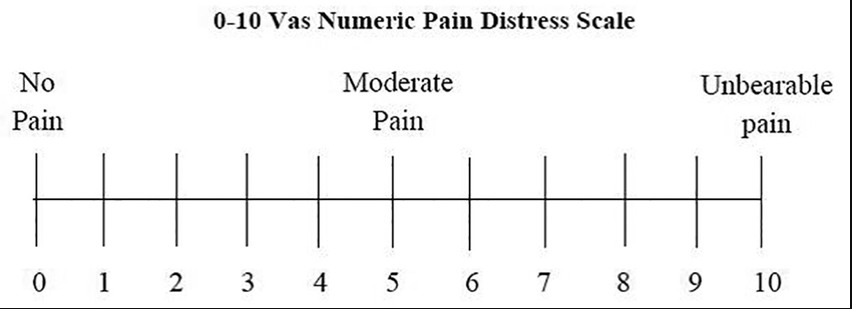 0-10 Vas Numeric Pain Distress Scale
No
Pain
Moderate
Pain
Unbearable
pain
0 1 2 3 4 5 6 7 8 9 10